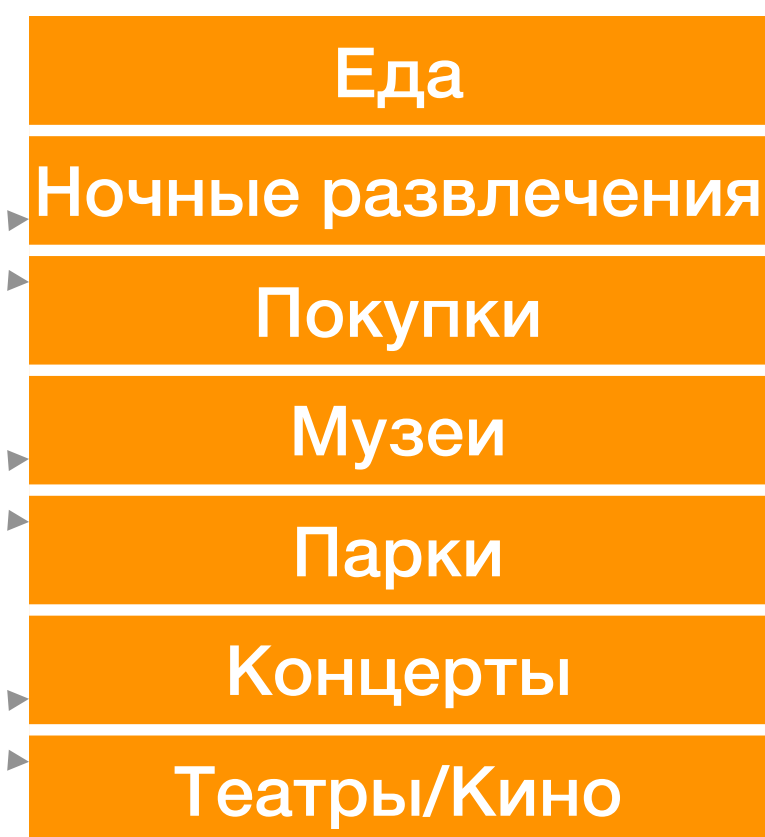 Еда
Ночные развлечения
Покупки
Музеи
Парки
Концерты
Театры/Кино